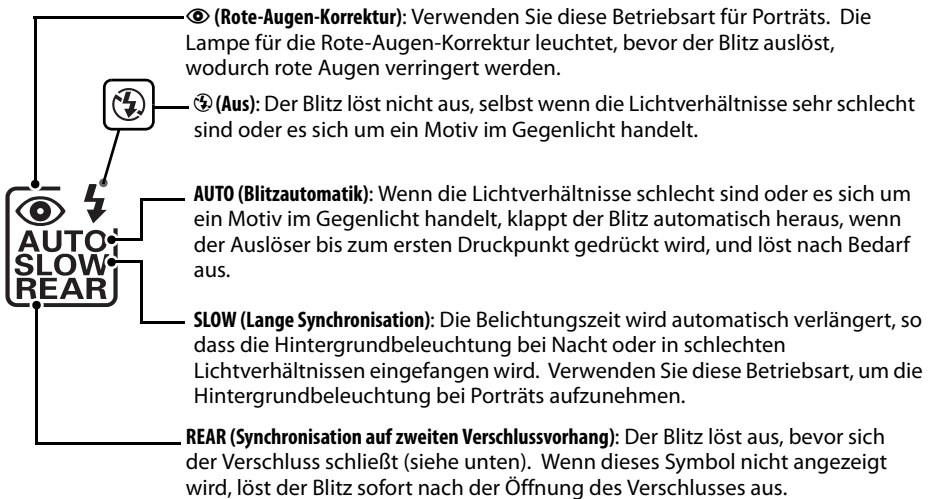 (Rote-Augen-Korrektur): Verwenden Sie diese Betriebsart für Porträts. Die
Lampe für die Rote-Augen-Korrektur leuchtet, bevor der Blitz auslöst,
wodurch rote Augen verringert werden.
(Aus): Der Blitz löst nicht aus, selbst wenn die Lichtverhältnisse sehr schlecht
sind oder es sich um ein Motiv im Gegenlicht handelt.
AUTO (Blitzautomatik): Wenn die Lichtverhältnisse schlecht sind oder es sich um
ein Motiv im Gegenlicht handelt, klappt der Blitz automatisch heraus, wenn
der Auslöser bis zum ersten Druckpunkt gedrückt wird, und löst nach Bedarf
aus.
AUTO
SLOW
REAR
SLOW (Lange Synchronisation): Die Belichtungszeit wird automatisch verlängert, so
dass die Hintergrundbeleuchtung bei Nacht oder in schlechten
Lichtverhältnissen eingefangen wird. Verwenden Sie diese Betriebsart, um die
Hintergrundbeleuchtung bei Porträts aufzunehmen.
REAR (Synchronisation auf zweiten Verschlussvorhang): Der Blitz löst aus, bevor sich
der Verschluss schließt (siehe unten). Wenn dieses Symbol nicht angezeigt
wird, löst der Blitz sofort nach der Öffnung des Verschlusses aus.